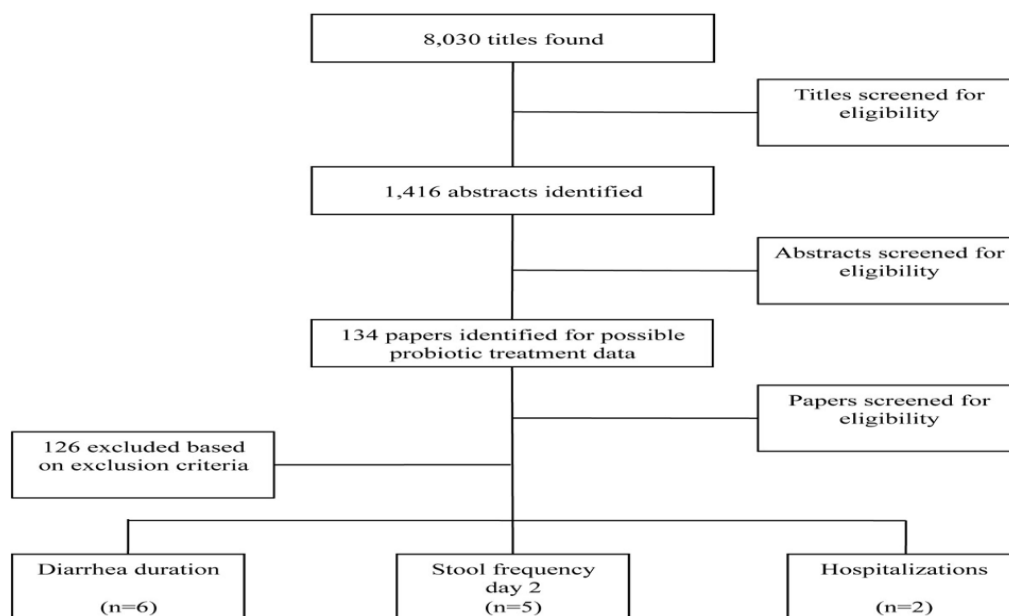 8,030 titles found
Titles screened for
eligibility
1,416 abstracts identified
Abstracts screened for
eligibility
134 papers identified for possible
probiotic treatment data
Papers screened for
eligibility
126 excluded based
on exclusion criteria
Diarrhea duration
(n=6)
Stool frequency
day 2
(n=5)
Hospitalizations
(n=2)